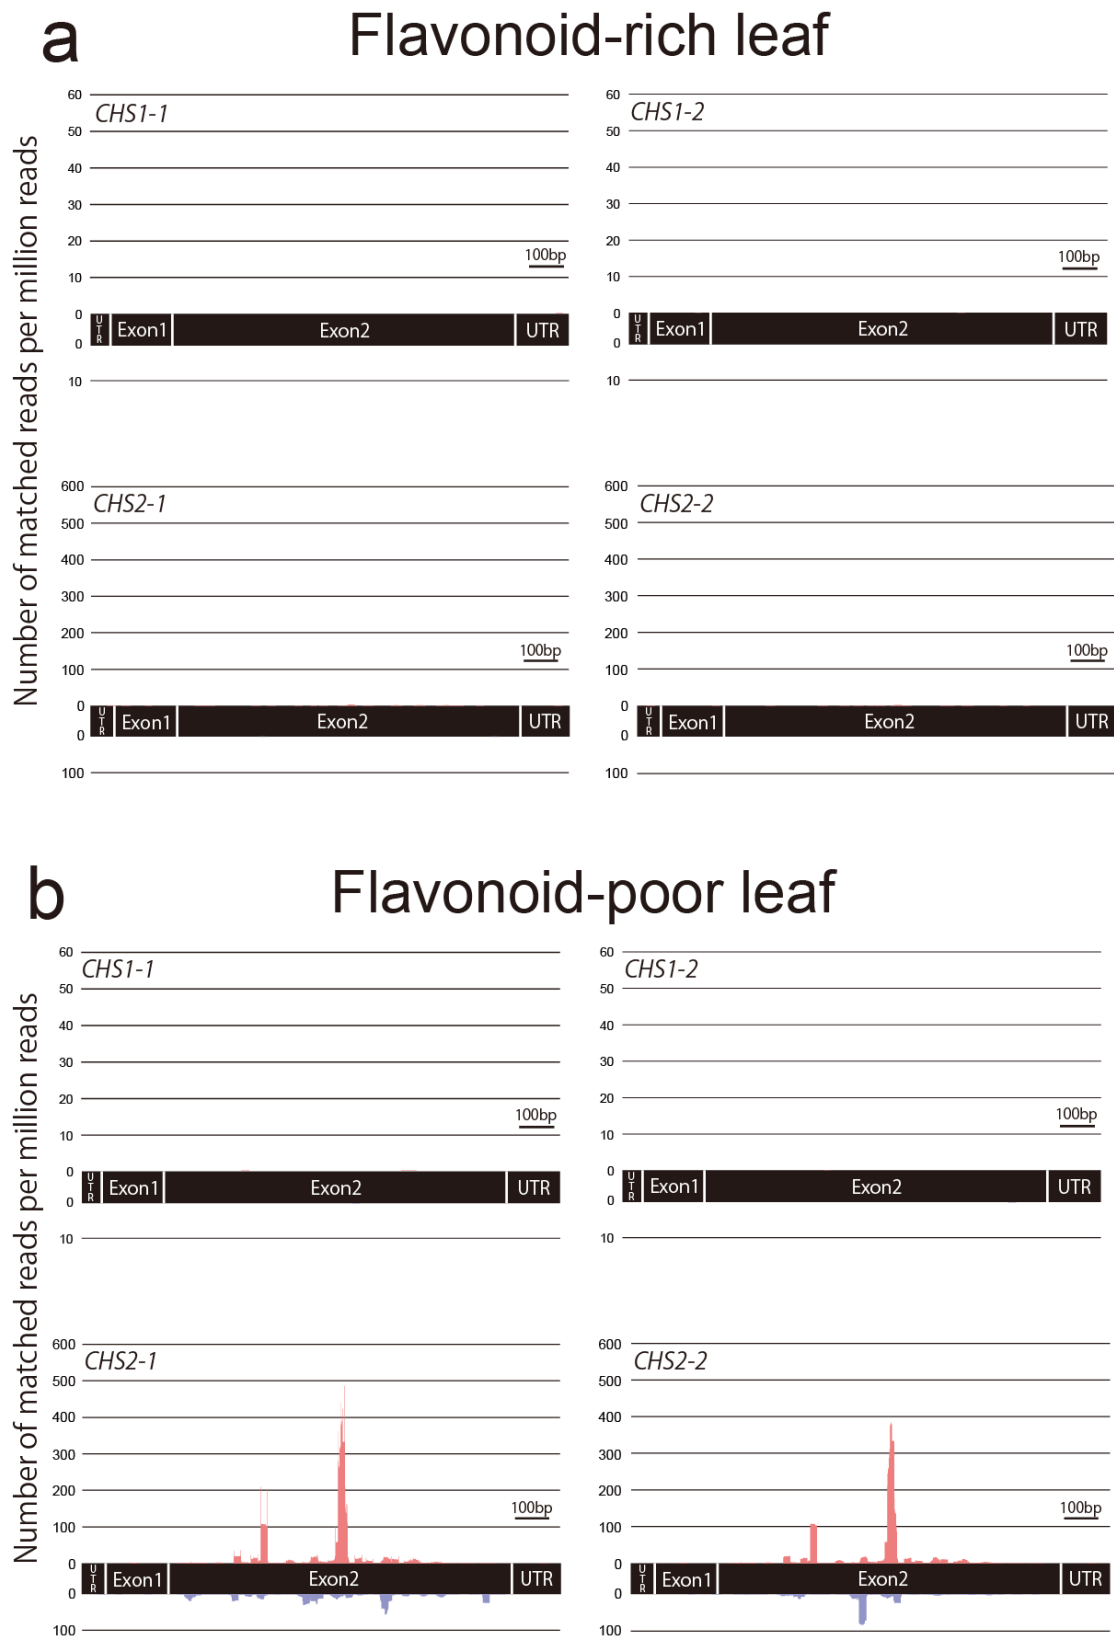 a Flavonoid-rich leaf
Number of matched reads per million reads
60
CHS1-1
50
40
30
20
100bp
10
0
UTR Exon1 Exon2 UTR
0
10
60
CHS1-2
50
40
30
20
100bp
10
0
UTR Exon1 Exon2 UTR
0
10
600
CHS2-1
500
400
300
200
100bp
100
0
UTR Exon1 Exon2 UTR
0
100
600
CHS2-2
500
400
300
200
100bp
100
0
UTR Exon1 Exon2 UTR
0
100
b Flavonoid-poor leaf
Number of matched reads per million reads
60
CHS1-1
50
40
30
20
100bp
10
0
UTR Exon1 Exon2 UTR
0
10
60
CHS1-2
50
40
30
20
100bp
10
0
UTR Exon1 Exon2 UTR
0
10
600
CHS2-1
500
400
300
200
100bp
100
0
UTR Exon1 Exon2 UTR
0
100
600
CHS2-2
500
400
300
200
100bp
100
0
UTR Exon1 Exon2 UTR
0
100